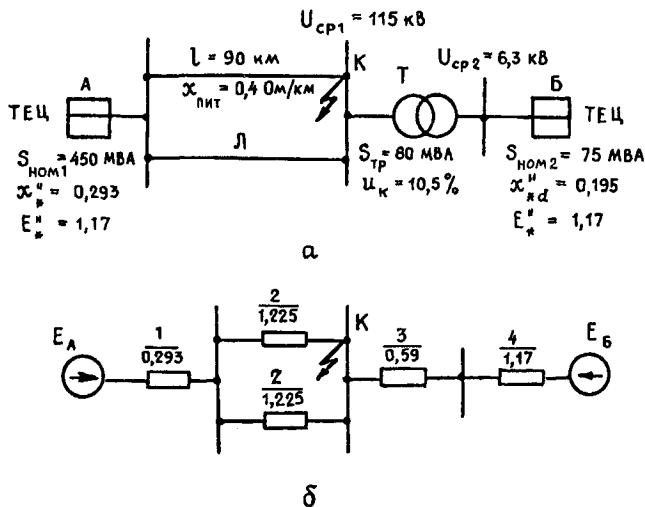 U_СР1 = 115 кВ
l = 90 км
К
U_СР2 = 6,3 кВ
А
x_пит = 0,4 Ом/км
Т
Б
ТЕЦ
ТЕЦ
Л
S_НОМ1 = 450 МВА
S_ТР = 80 МВА
S_НОМ2 = 75 МВА
x"_* = 0,293
u_К = 10,5%
x"_*d = 0,195
E"_* = 1,17
E"_* = 1,17
а
2
1,225
К
E_А
1
0,293
3
0,59
4
1,17
E_Б
2
1,225
б